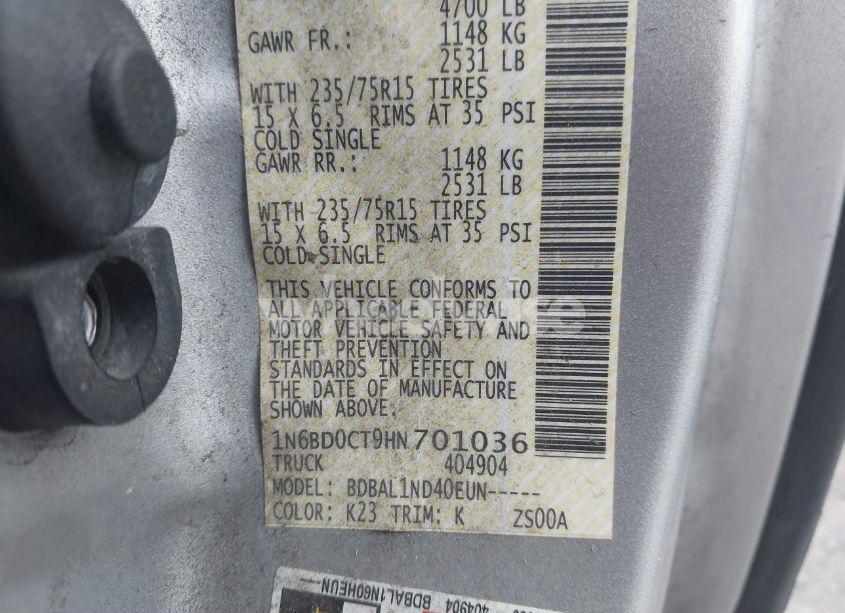 4700 LB
GAWR FR.: 1148 KG
2531 LB
WITH 235/75R15 TIRES
15 X 6.5 RIMS AT 35 PSI
COLD SINGLE
GAWR RR.: 1148 KG
2531 LB
WITH 235/75R15 TIRES
15 X 6.5 RIMS AT 35 PSI
COLD SINGLE
THIS VEHICLE CONFORMS TO
ALL APPLICABLE FEDERAL
MOTOR VEHICLE SAFETY AND
THEFT PREVENTION
STANDARDS IN EFFECT ON
THE DATE OF MANUFACTURE
SHOWN ABOVE.
1N6BD0CT9HN701036
TRUCK 404904
MODEL: BDBAL1ND40EUN-----
COLOR: K23 TRIM: K ZS00A
404904 BDBAL1N60HEUN-